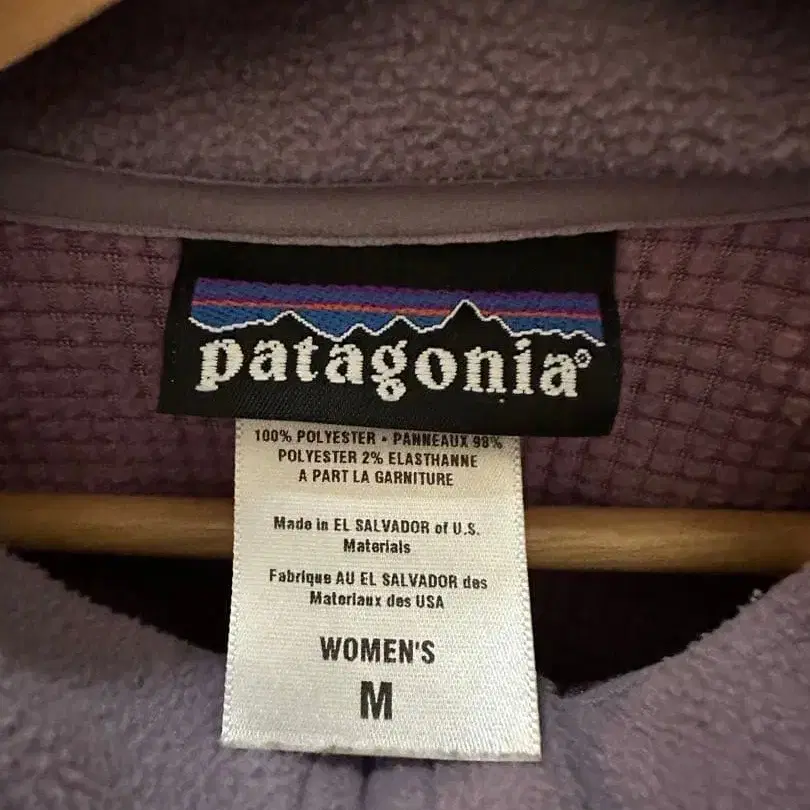 patagonia®
100% POLYESTER • PANNEAUX 98%
POLYESTER 2% ELASTHANNE
A PART LA GARNITURE
Made in EL SALVADOR of U.S.
Materials
Fabrique AU EL SALVADOR des
Materiaux des USA
WOMEN'S
M